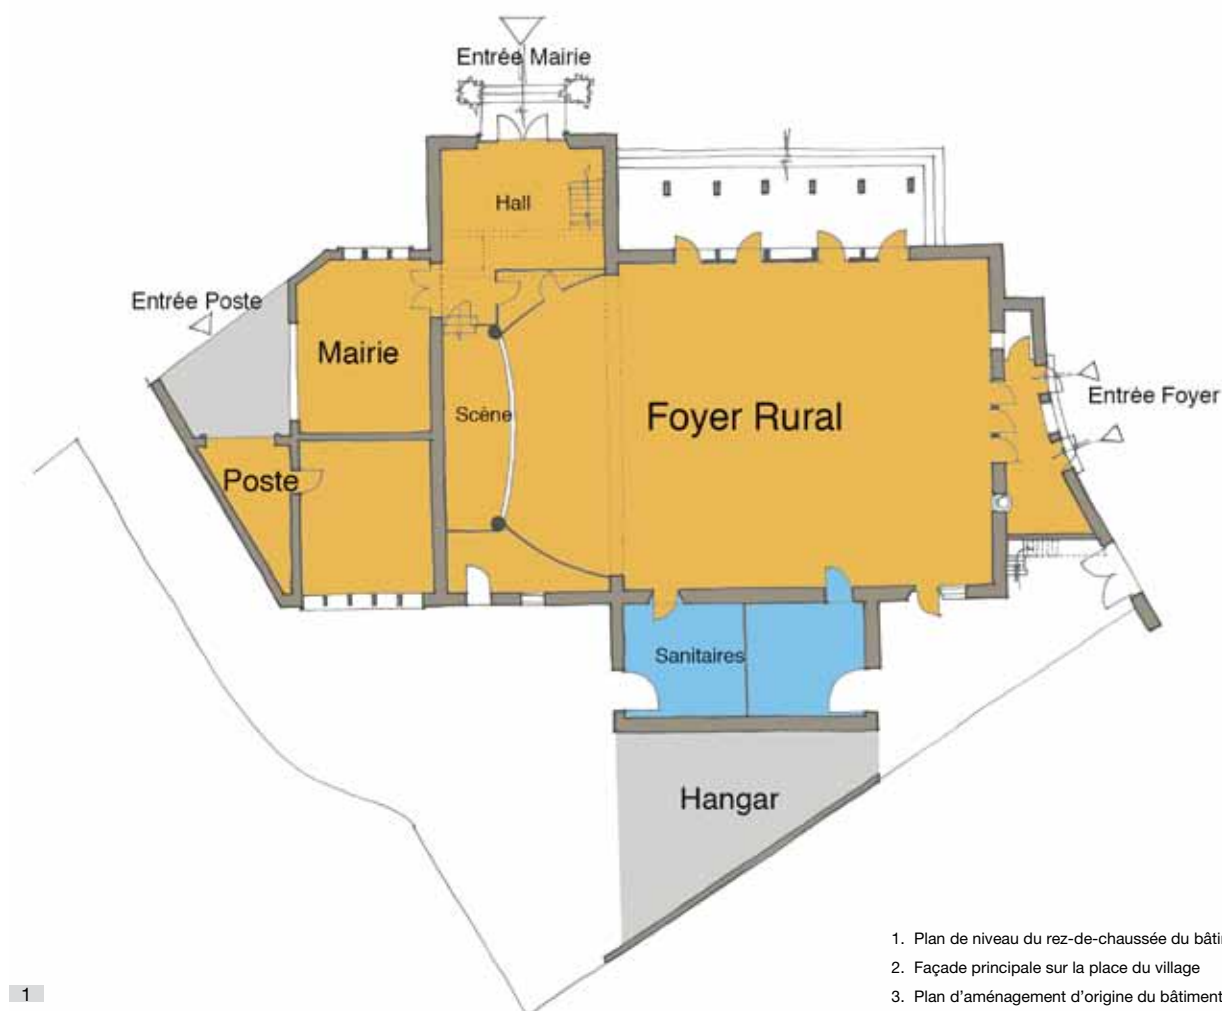 Entrée Mairie
Hall
Entrée Poste
Mairie
Entrée Foyer
Scène
Foyer Rural
Poste
Sanitaires
Hangar
1. Plan de niveau du rez-de-chaussée du
2. Façade principale sur la place du village
3. Plan d’aménagement d’origine du bâtiment
1